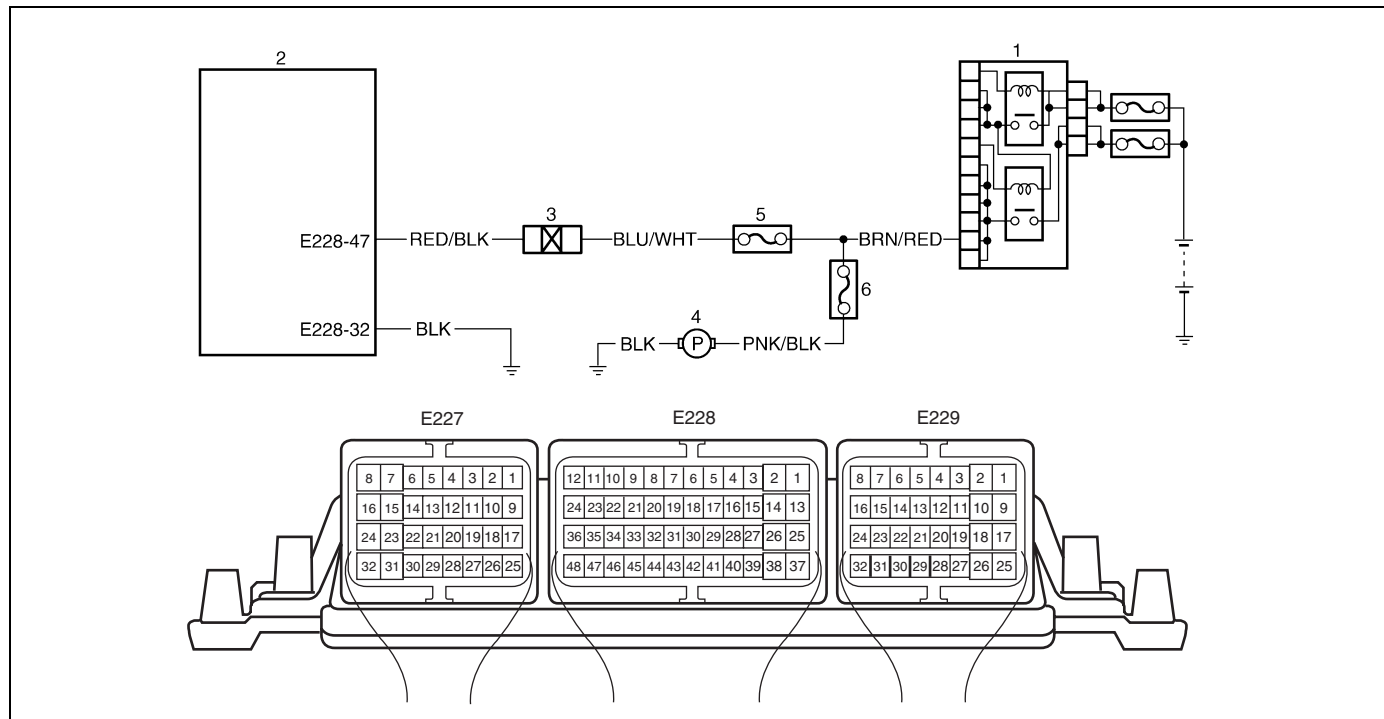 2
1
E228-47
RED/BLK
3
BLU/WHT
5
BRN/RED
6
E228-32
BLK
BLK
4
P
PNK/BLK
E227
E228
E229
8 7 6 5 4 3 2 1
12 11 10 9 8 7 6 5 4 3 2 1
8 7 6 5 4 3 2 1
16 15 14 13 12 11 10 9
24 23 22 21 20 19 18 17 16 15 14 13
16 15 14 13 12 11 10 9
24 23 22 21 20 19 18 17
36 35 34 33 32 31 30 29 28 27 26 25
24 23 22 21 20 19 18 17
32 31 30 29 28 27 26 25
48 47 46 45 44 43 42 41 40 39 38 37
32 31 30 29 28 27 26 25